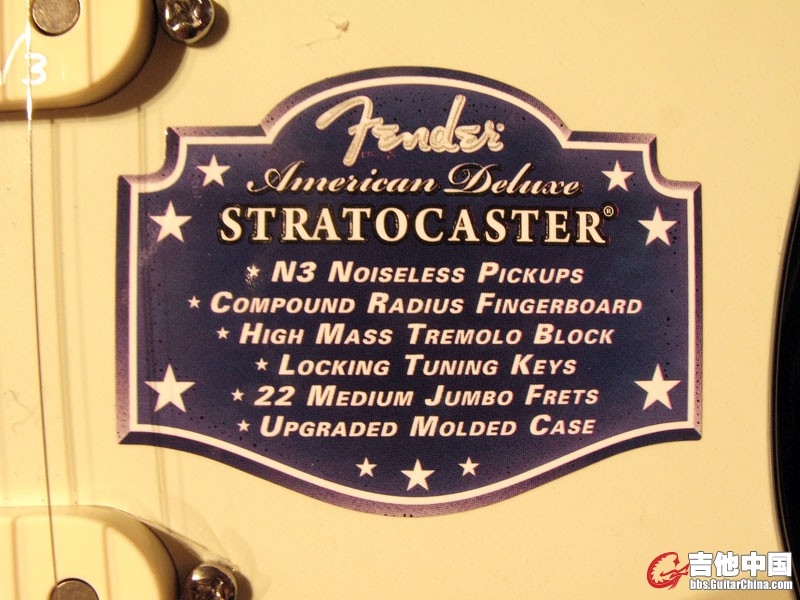 3
Fender
American Deluxe
STRATOCASTER®
★ N3 NOISELESS PICKUPS
★ COMPOUND RADIUS FINGERBOARD
★ HIGH MASS TREMOLO BLOCK
★ LOCKING TUNING KEYS
★ 22 MEDIUM JUMBO FRETS
★ UPGRADED MOLDED CASE
吉他中国
bbs.GuitarChina.com